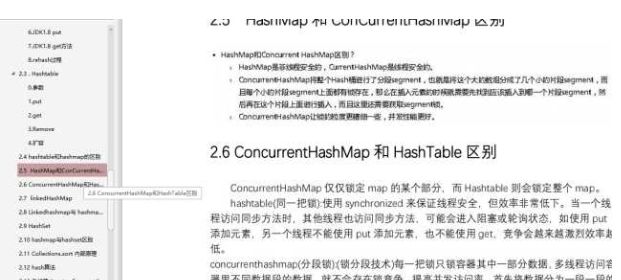 6.JDK1.8 put
7.JDK1.8 get方法
8.rehash过程
2.3 . Hashtable
0.参数
1.put
2.get
3.Remove
4.扩容
2.4 hashtable和hashmap的区别
2.5 HashMap和ConCurrentHa...
2.6 ConcurrentHashMap和Has...
2.6 ConcurrentHashMap和HashTable区别
2.7 linkedHashMap
2.8 Linkedhashmap与 hashma...
2.9 HashSet
2.10 hashmap与hashset区别
2.11 Collections.sort 内部原理
2.12 hash算法
2.5 HashMap 和 ConCurrentHashMap 区别
HashMap和Concurrent HashMap区别？
HashMap是非线程安全的，CurrentHashMap是线程安全的。
ConcurrentHashMap将整个Hash桶进行了分段segment，也就是将这个大的数组分成了几个小的片段segment，而
且每个小的片段segment上面都有锁存在，那么在插入元素的时候就需要先找到应该插入到哪一个片段segment，然
后再在这个片段上面进行插入，而且这里还需要获取segment锁。
ConcurrentHashMap让锁的粒度更精细一些，并发性能更好。
2.6 ConcurrentHashMap 和 HashTable 区别
ConcurrentHashMap 仅仅锁定 map 的某个部分，而 Hashtable 则会锁定整个 map。
hashtable(同一把锁):使用 synchronized 来保证线程安全，但效率非常低下。当一个线
程访问同步方法时，其他线程也访问同步方法，可能会进入阻塞或轮询状态，如使用 put
添加元素，另一个线程不能使用 put 添加元素，也不能使用 get，竞争会越来越激烈效率越
低。
concurrenthashmap(分段锁):(锁分段技术)每一把锁只锁容器其中一部分数据,多线程访问容
器里不同数据段的数据，就不会存在锁竞争，提高并发访问率。首先将数据分为一段一段的